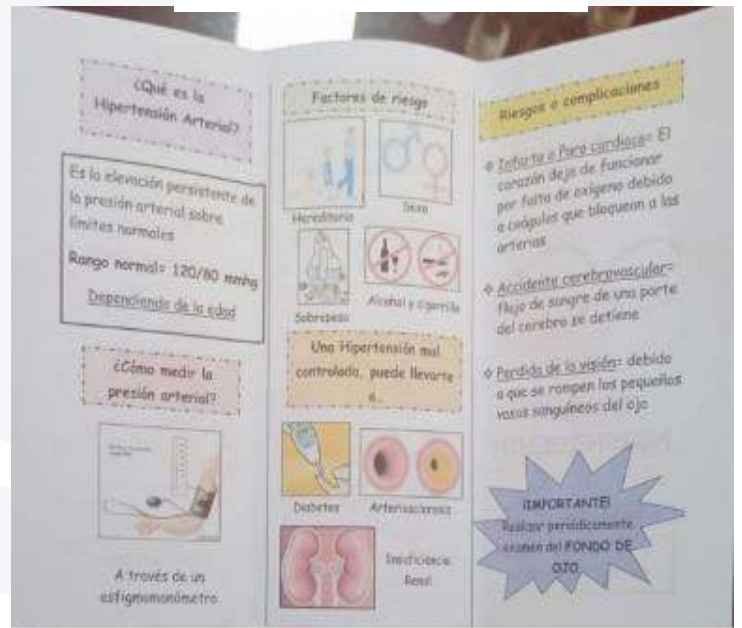 ¿Qué es la
Hipertensión Arterial?
Es la elevación persistente de
la presión arterial sobre
límites normales
Rango normal= 120/80 mmhg
Dependiendo de la edad
¿Cómo medir la
presión arterial?
A través de un
esfigmomanómetro
Factores de riesgo
Hereditario
Sexo
Sobrepeso
Alcohol y cigarrillo
Una Hipertensión mal
controlada, puede llevarte
a..
Diabetes
Arteriosclerosis
Insuficiencia
Renal
Riesgos o complicaciones
❖ Infarto o Paro cardiaco= El
corazón deja de funcionar
por falta de oxígeno debido
a coágulos que bloquean a las
arterias
❖ Accidente cerebrovascular=
flujo de sangre de una parte
del cerebro se detiene
❖ Perdida de la visión= debido
a que se rompen los pequeños
vasos sanguíneos del ojo
¡IMPORTANTE!
Realizar periódicamente
examen del FONDO DE
OJO